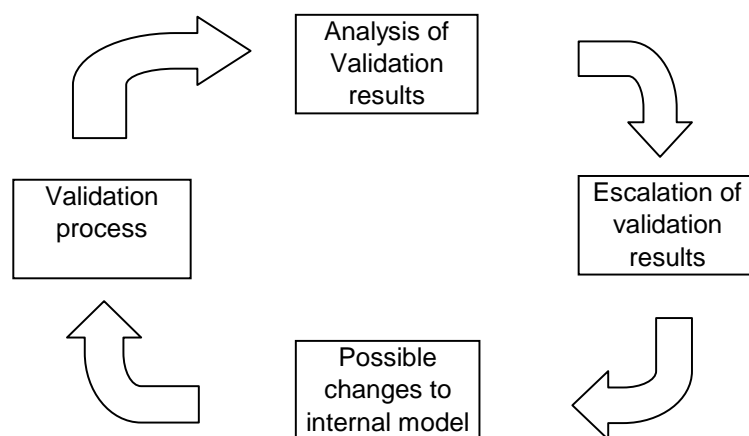 Analysis of
Validation
results
Validation
process
Escalation of
validation
results
Possible
changes to
internal model